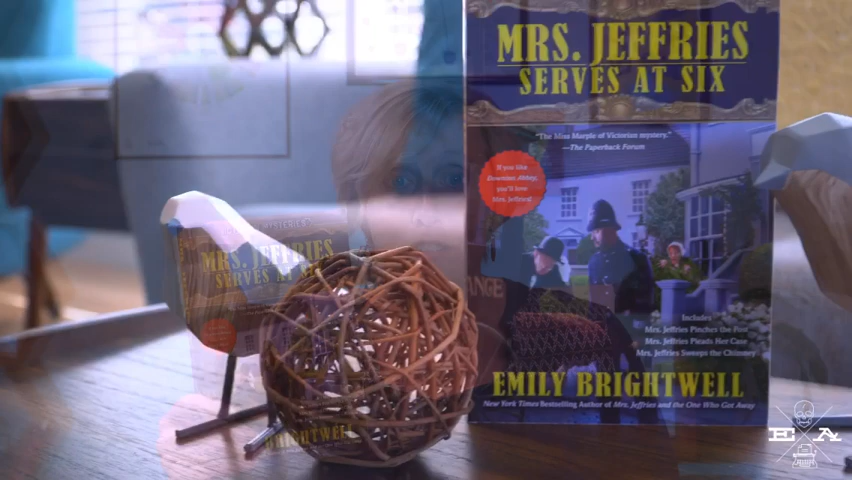 MRS. JEFFRIES
SERVES AT SIX
"The Miss Marple of Victorian mystery."
—The Paperback Forum
If you like
Downton Abbey,
you'll love
Mrs. Jeffries!
MRS. JEFFRIES
SERVES AT SIX
Includes
Mrs. Jeffries Pinches the Post
Mrs. Jeffries Pleads Her Case
Mrs. Jeffries Sweeps the Chimney
EMILY BRIGHTWELL
New York Times Bestselling Author of Mrs. Jeffries and the One Who Got Away
BRIGHTWELL
E A